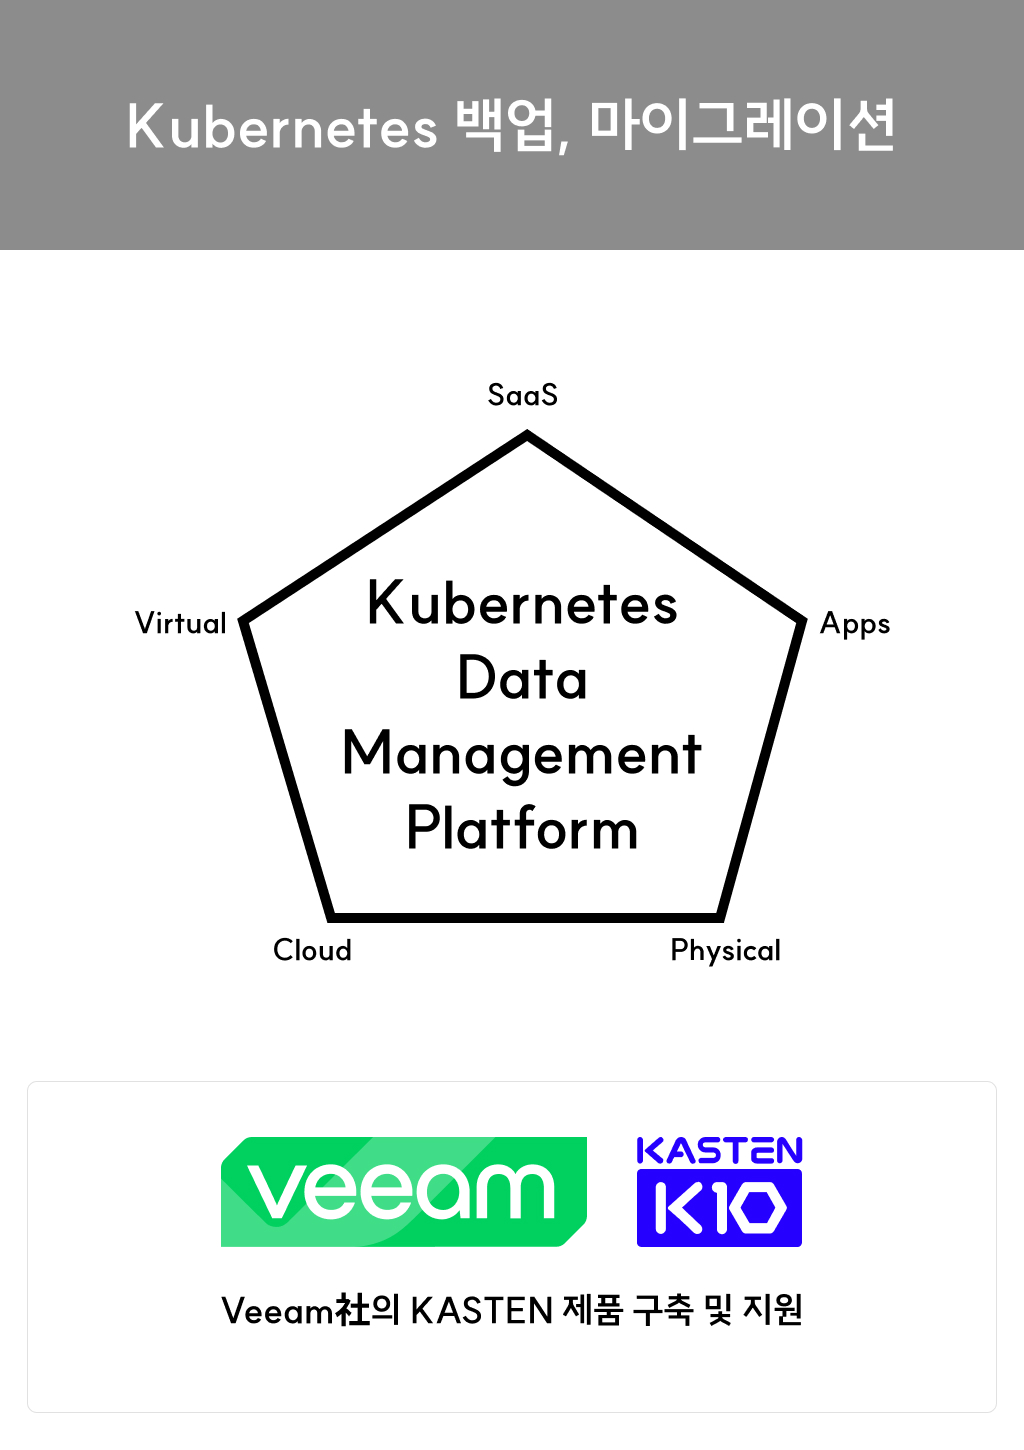 Kubernetes 백업, 마이그레이션
SaaS
Virtual
Apps
Kubernetes
Data
Management
Platform
Cloud
Physical
veeam
KASTEN
K10
Veeam社의 KASTEN 제품 구축 및 지원